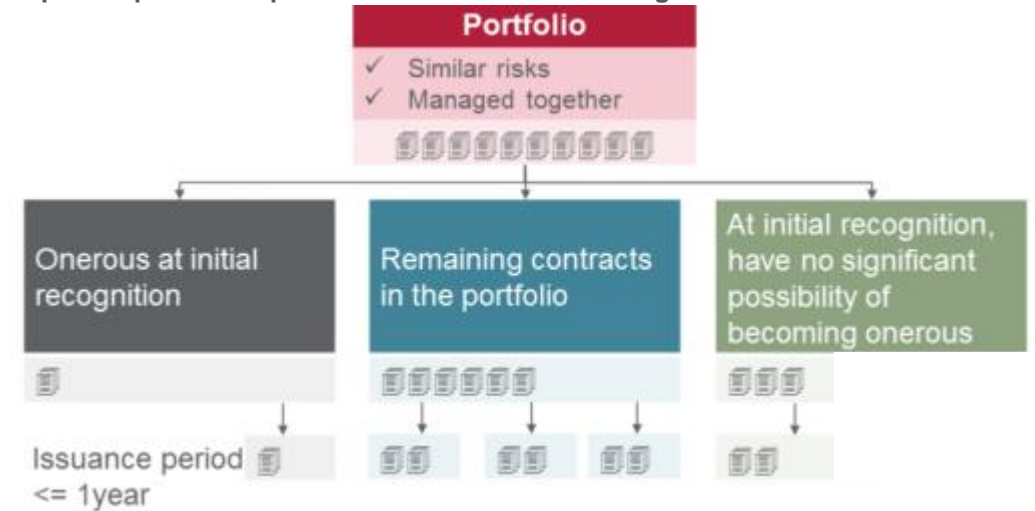 Portfolio
✓ Similar risks
✓ Managed together
Onerous at initial
recognition
Remaining contracts
in the portfolio
At initial recognition,
have no significant
possibility of
becoming onerous
Issuance period
<= 1year